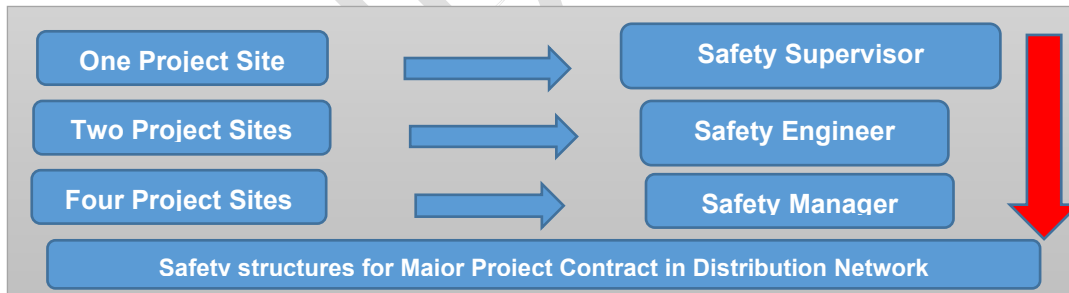 One Project Site
Safety Supervisor
Two Project Sites
Safety Engineer
Four Project Sites
Safety Manager
Safety structures for Major Project Contract in Distribution Network